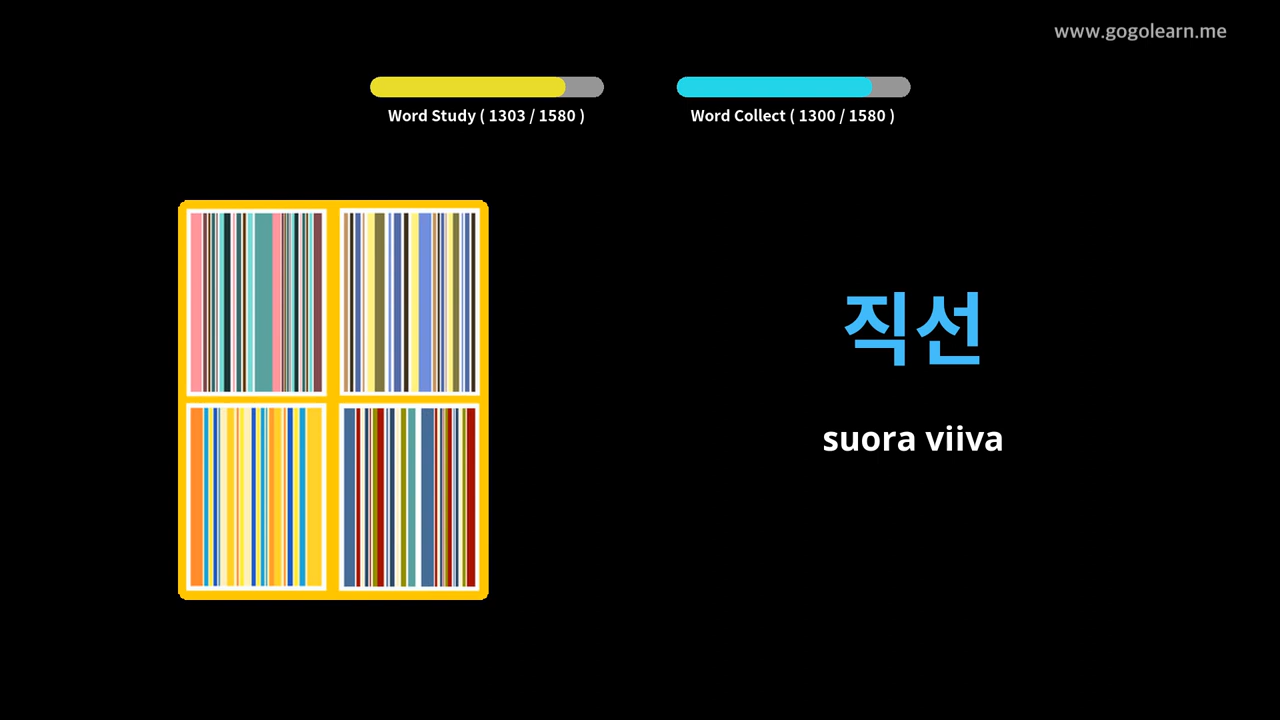 www.gogolearn.me
Word Study ( 1303 / 1580 )
Word Collect ( 1300 / 1580 )
직선
suora viiva